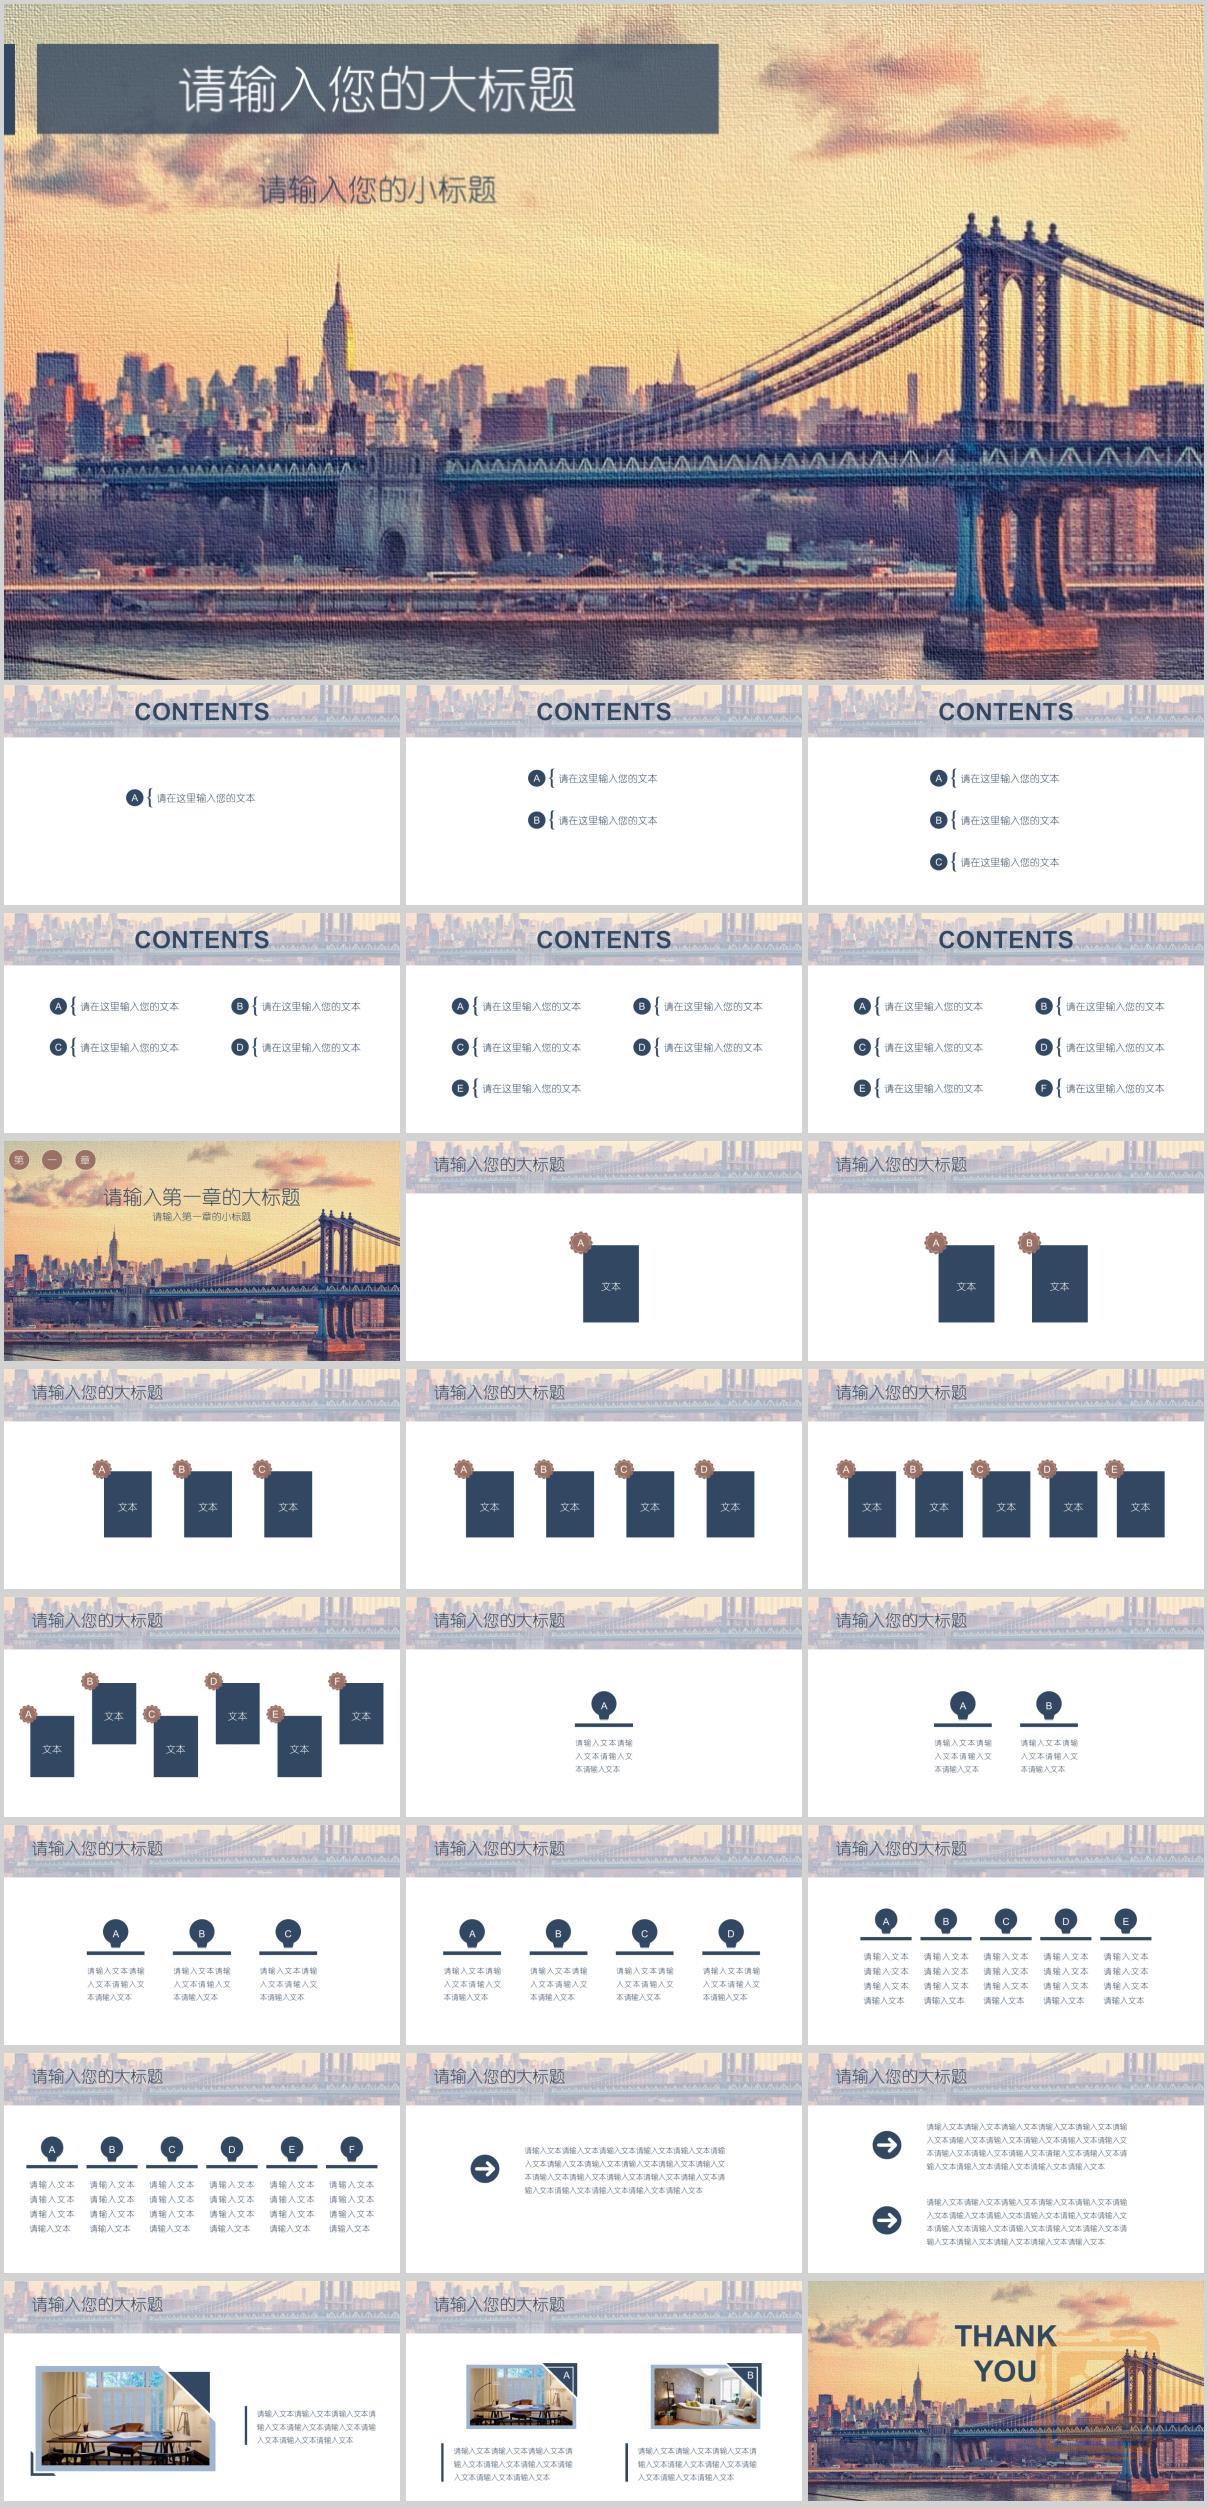 请输入您的大标题
请输入您的小标题
CONTENTS
A { 请在这里输入您的文本
CONTENTS
A { 请在这里输入您的文本
B { 请在这里输入您的文本
CONTENTS
A { 请在这里输入您的文本
B { 请在这里输入您的文本
C { 请在这里输入您的文本
CONTENTS
A { 请在这里输入您的文本 B { 请在这里输入您的文本
C { 请在这里输入您的文本 D { 请在这里输入您的文本
CONTENTS
A { 请在这里输入您的文本 B { 请在这里输入您的文本
C { 请在这里输入您的文本 D { 请在这里输入您的文本
E { 请在这里输入您的文本
CONTENTS
A { 请在这里输入您的文本 B { 请在这里输入您的文本
C { 请在这里输入您的文本 D { 请在这里输入您的文本
E { 请在这里输入您的文本 F { 请在这里输入您的文本
第 一 章
请输入第一章的大标题
请输入第一章的小标题
请输入您的大标题
A
文本
请输入您的大标题
A B
文本 文本
请输入您的大标题
A B C
文本 文本 文本
请输入您的大标题
A B C D
文本 文本 文本 文本
请输入您的大标题
A B C D E
文本 文本 文本 文本 文本
请输入您的大标题
B D F
A C E
文本 文本 文本
文本 文本 文本
请输入您的大标题
A
请输入文本请输
入文本请输入文
本请输入文本
请输入您的大标题
A B
请输入文本请输 请输入文本请输
入文本请输入文 入文本请输入文
本请输入文本 本请输入文本
请输入您的大标题
A B C
请输入文本请输 请输入文本请输 请输入文本请输
入文本请输入文 入文本请输入文 入文本请输入文
本请输入文本 本请输入文本 本请输入文本
请输入您的大标题
A B C D
请输入文本请输 请输入文本请输 请输入文本请输 请输入文本请输
入文本请输入文 入文本请输入文 入文本请输入文 入文本请输入文
本请输入文本 本请输入文本 本请输入文本 本请输入文本
请输入您的大标题
A B C D E
请输入文本 请输入文本 请输入文本 请输入文本 请输入文本
请输入文本 请输入文本 请输入文本 请输入文本 请输入文本
请输入文本 请输入文本 请输入文本 请输入文本 请输入文本
请输入文本 请输入文本 请输入文本 请输入文本 请输入文本
请输入您的大标题
A B C D E F
请输入文本 请输入文本 请输入文本 请输入文本 请输入文本 请输入文本
请输入文本 请输入文本 请输入文本 请输入文本 请输入文本 请输入文本
请输入文本 请输入文本 请输入文本 请输入文本 请输入文本 请输入文本
请输入文本 请输入文本 请输入文本 请输入文本 请输入文本 请输入文本
请输入您的大标题
请输入文本请输入文本请输入文本请输入文本请输入文本请输
入文本请输入文本请输入文本请输入文本请输入文本请输入文
本请输入文本请输入文本请输入文本请输入文本请输入文本请
输入文本请输入文本请输入文本请输入文本请输入文本
请输入您的大标题
请输入文本请输入文本请输入文本请输入文本请输入文本请输
入文本请输入文本请输入文本请输入文本请输入文本请输入文
本请输入文本请输入文本请输入文本请输入文本请输入文本请
输入文本请输入文本请输入文本请输入文本请输入文本
请输入文本请输入文本请输入文本请输入文本请输入文本请输
入文本请输入文本请输入文本请输入文本请输入文本请输入文
本请输入文本请输入文本请输入文本请输入文本请输入文本请
输入文本请输入文本请输入文本请输入文本请输入文本
请输入您的大标题
请输入文本请输入文本请输入文本请
输入文本请输入文本请输入文本请输
入文本请输入文本请输入文本
请输入您的大标题
A B
请输入文本请输入文本请输入文本请 请输入文本请输入文本请输入文本请
输入文本请输入文本请输入文本请输 输入文本请输入文本请输入文本请输
入文本请输入文本请输入文本 入文本请输入文本请输入文本
THANK
YOU